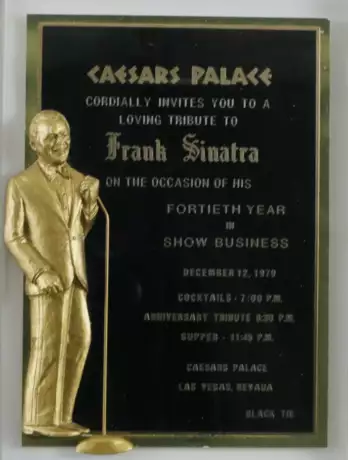 CAESARS PALACE
CORDIALLY INVITES YOU TO A
LOVING TRIBUTE TO
Frank Sinatra
ON THE OCCASION OF HIS
FORTIETH YEAR
IN
SHOW BUSINESS
DECEMBER 12, 1979
COCKTAILS - 7:00 P.M.
ANNIVERSARY TRIBUTE 8:30 P.M.
SUPPER - 11:45 P.M.
CAESARS PALACE
LAS VEGAS, NEVADA
BLACK TIE